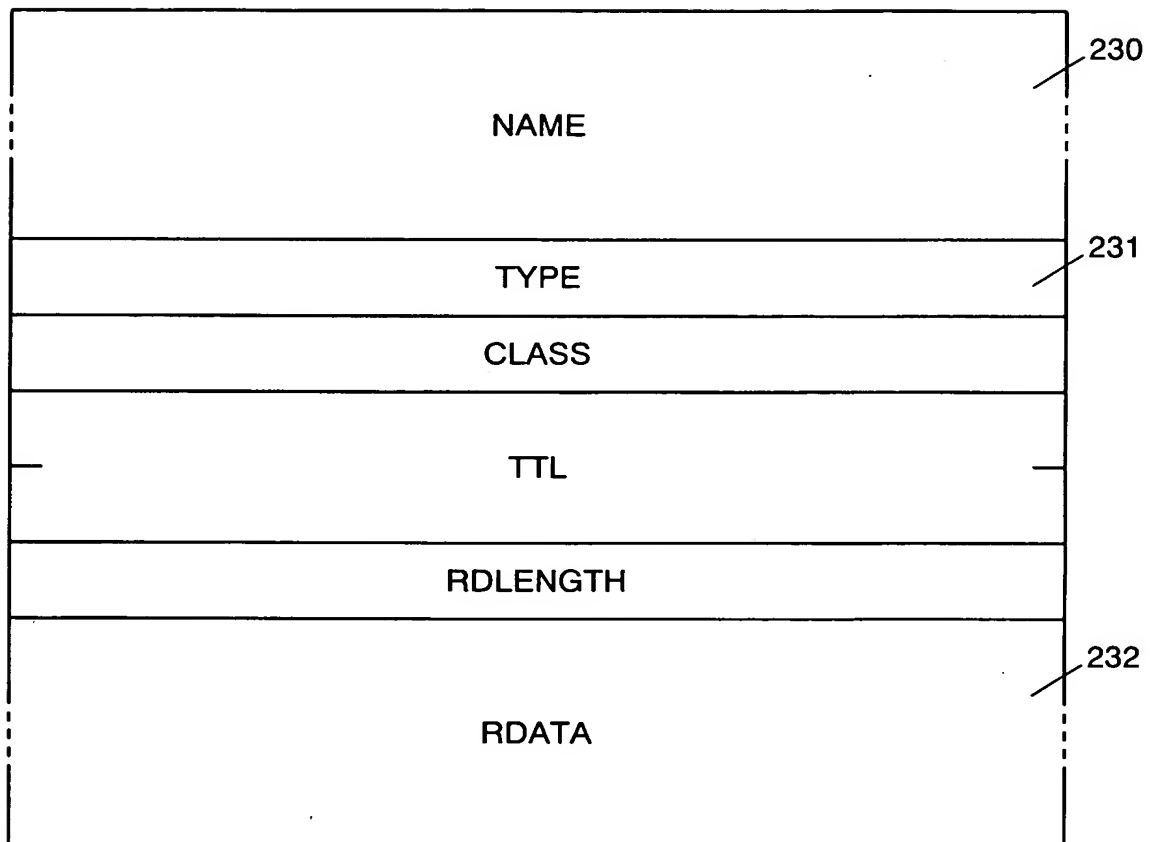 230
NAME
231
TYPE
CLASS
TTL
RDLENGTH
232
RDATA